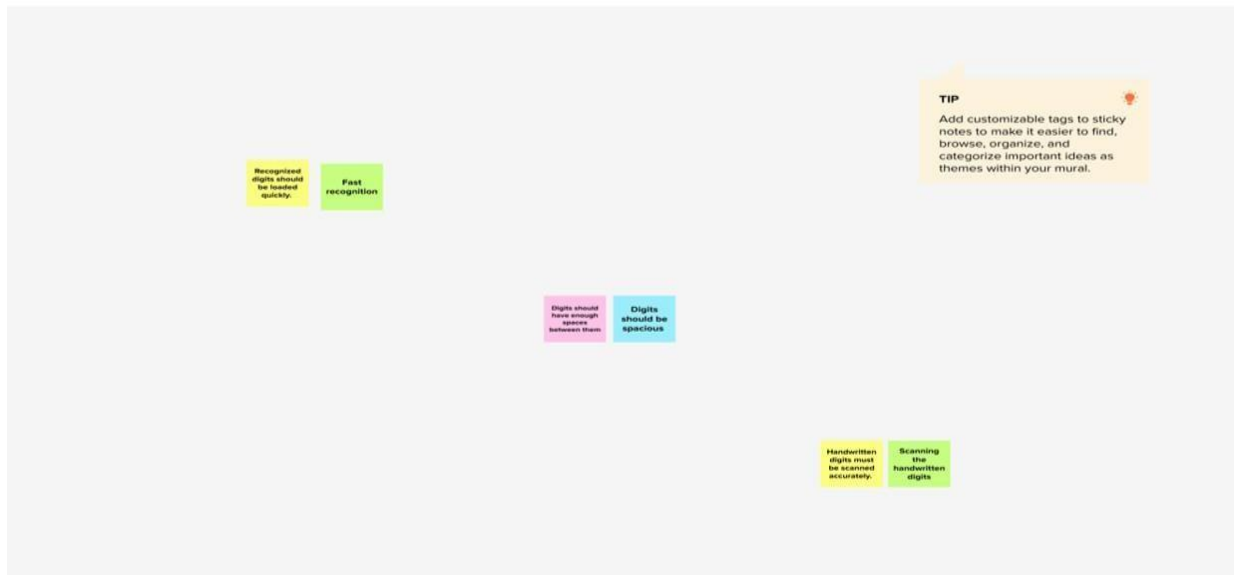 TIP
Add customizable tags to sticky
notes to make it easier to find,
browse, organize, and
categorize important ideas as
themes within your mural.
Recognized
digits should
be loaded
quickly.
Fast
recognition
Digits should
have enough
spaces
between them
Digits
should be
spacious
Handwritten
digits must
be scanned
accurately.
Scanning
the
handwritten
digits